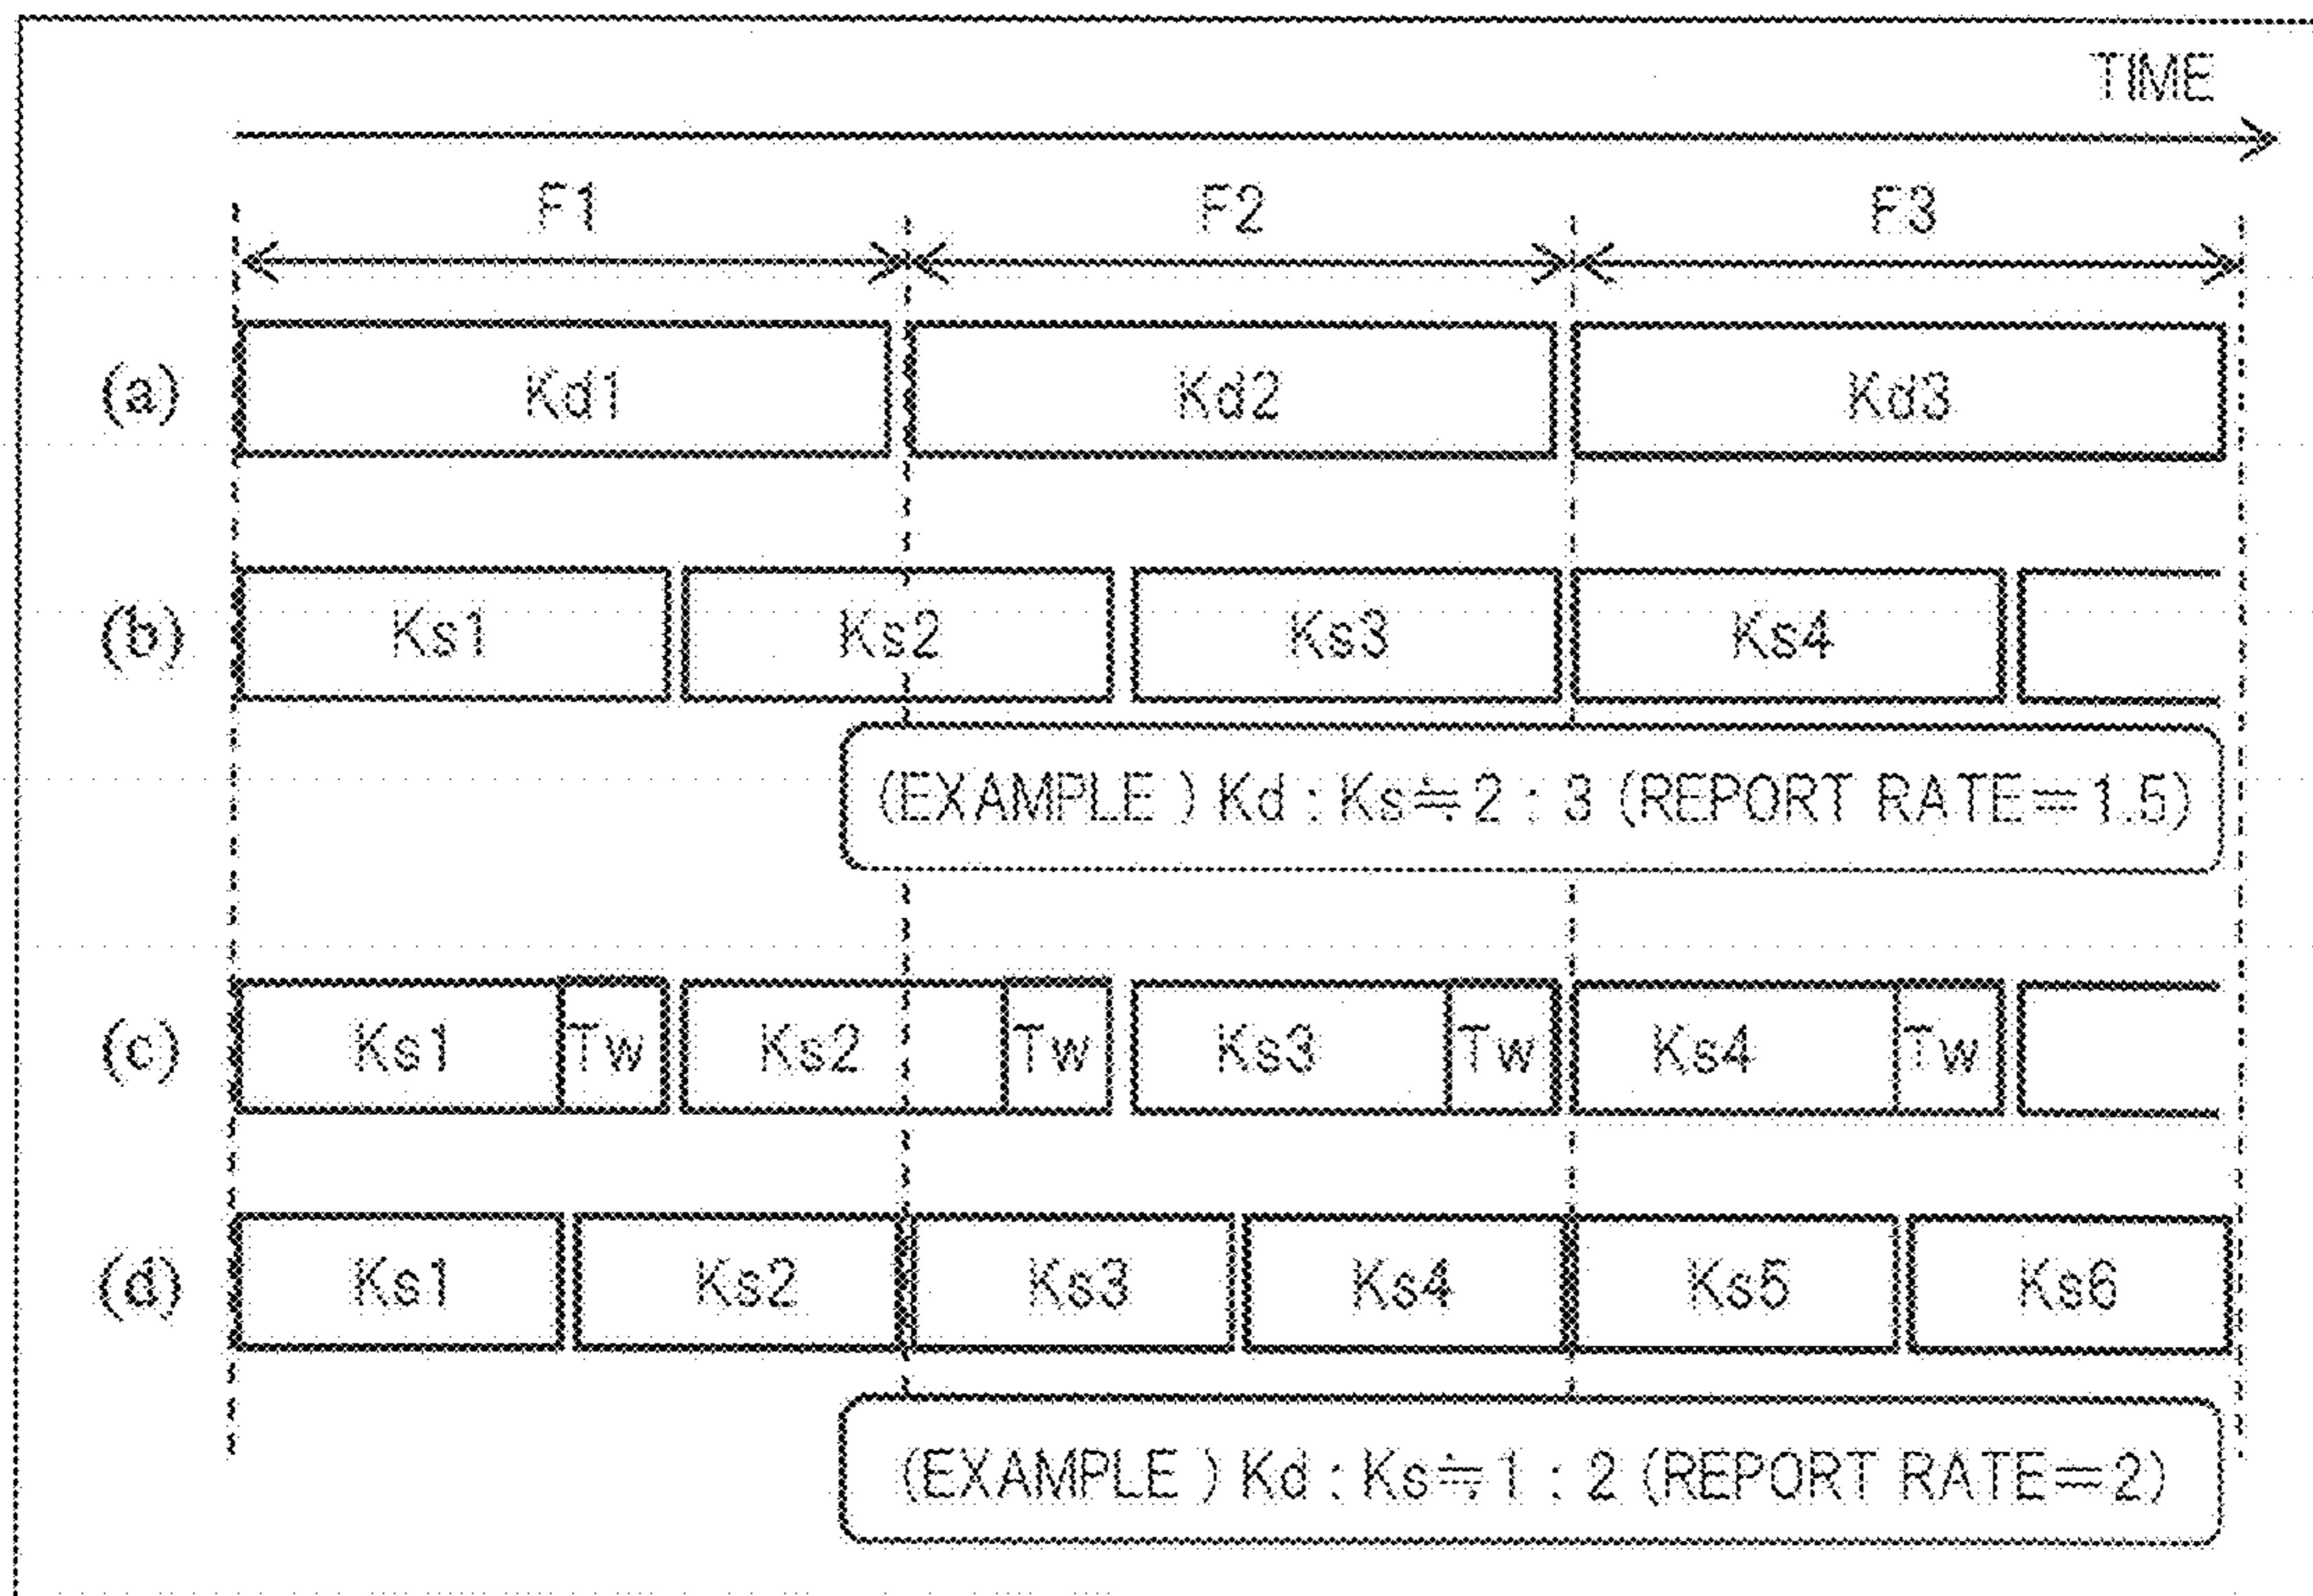 TIME
F1 F2 F3
(a) Kd1 Kd2 Kd3
(b) Ks1 Ks2 Ks3 Ks4
(EXAMPLE) Kd : Ks≒2 : 3 (REPORT RATE=1.5)
(c) Ks1 Tw Ks2 Tw Ks3 Tw Ks4 Tw
(d) Ks1 Ks2 Ks3 Ks4 Ks5 Ks6
(EXAMPLE) Kd : Ks≒1 : 2 (REPORT RATE=2)